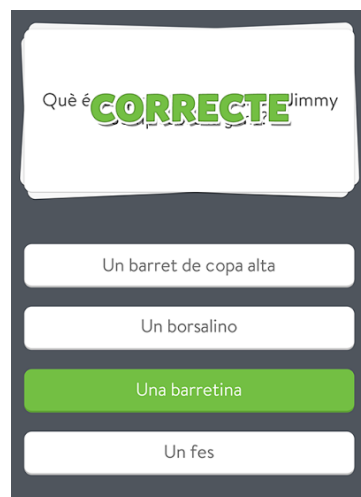 Què é CORRECTE Jimmy
Un barret de copa alta
Un borsalino
Una barretina
Un fes